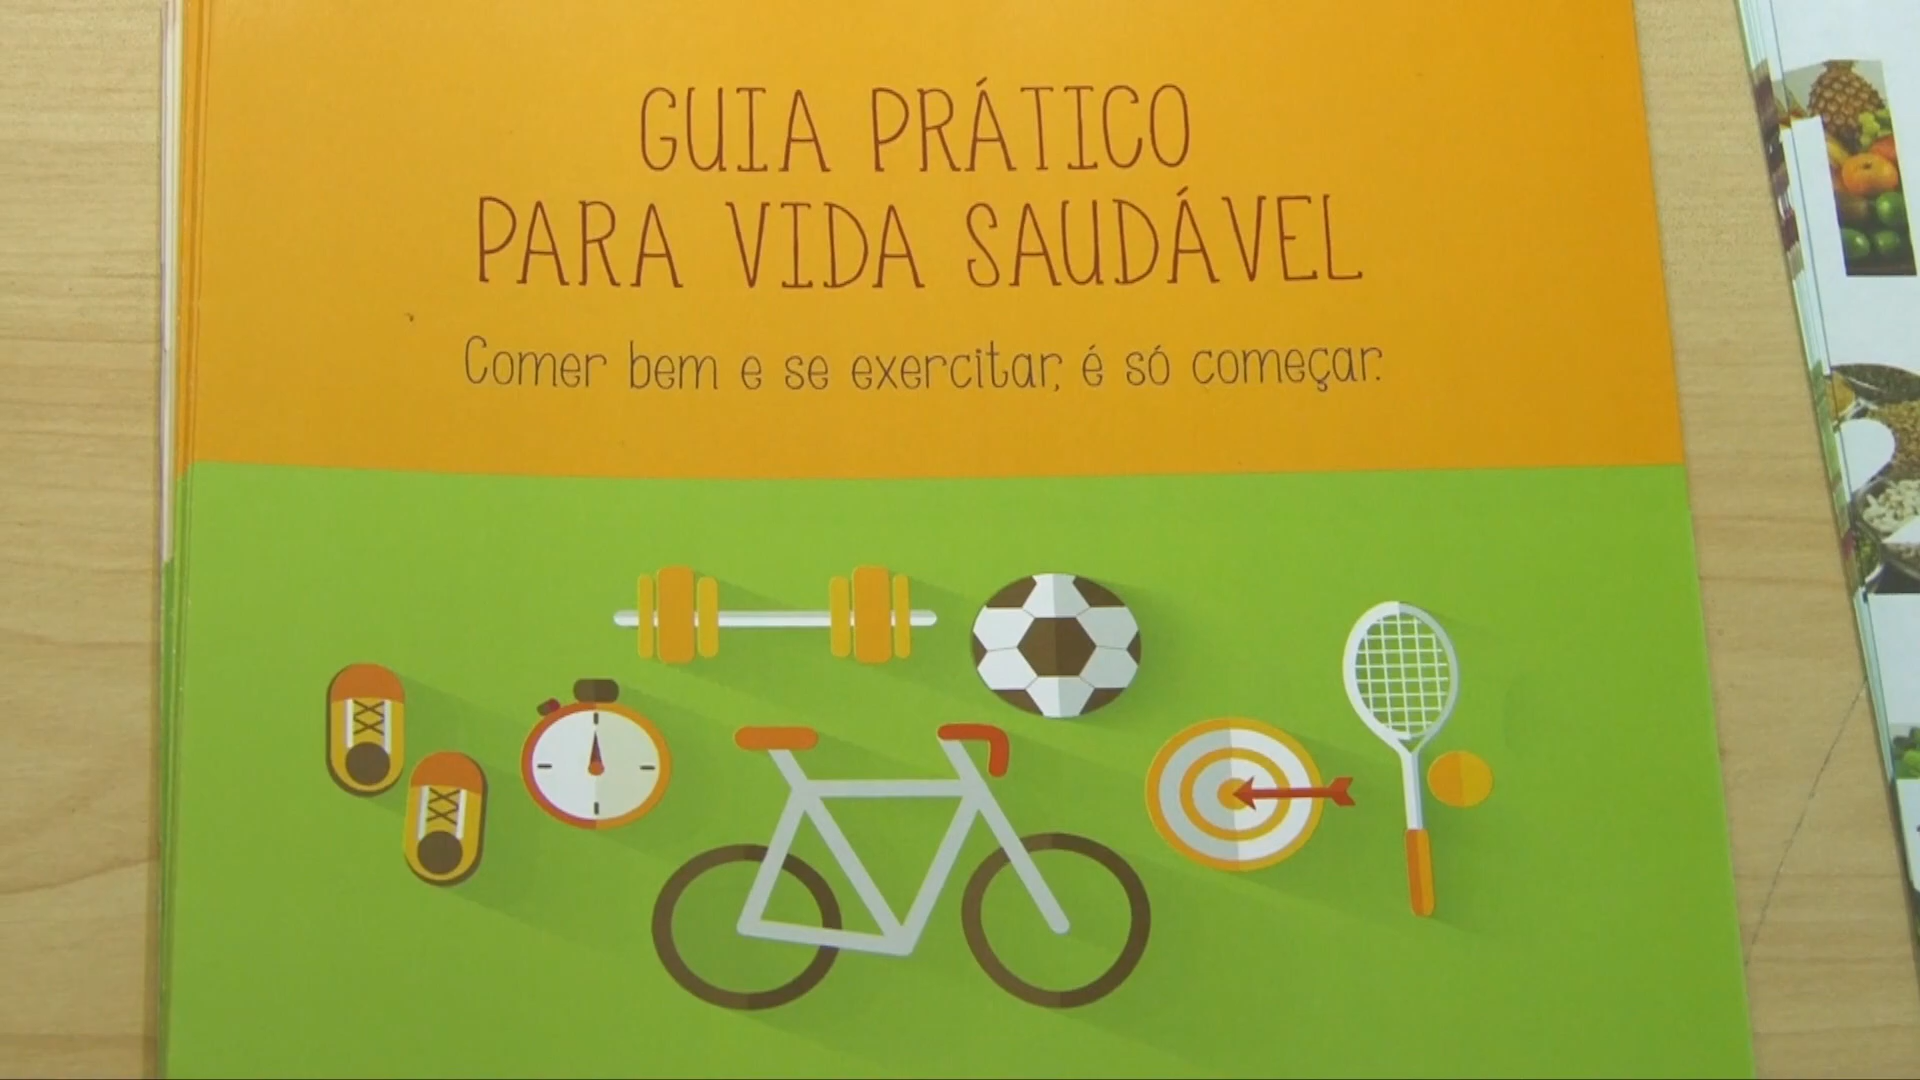 GUIA PRÁTICO
PARA VIDA SAUDÁVEL
Comer bem e se exercitar, é só começar.